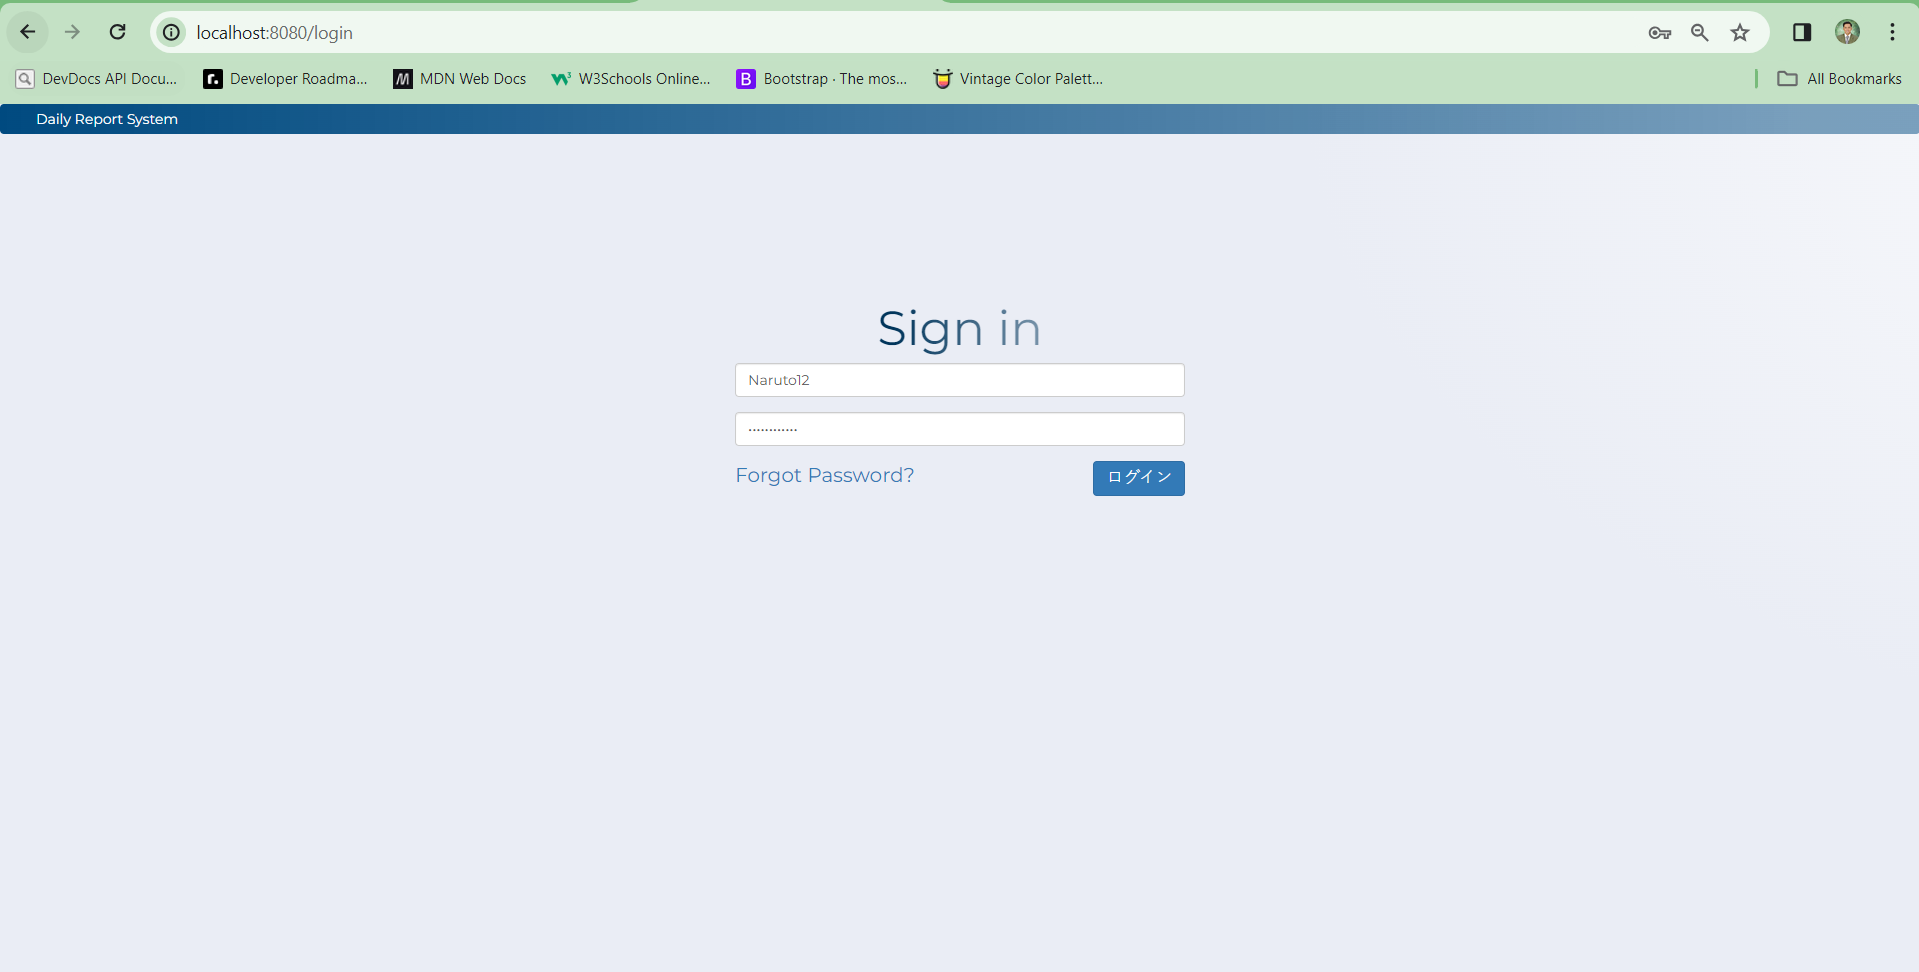 localhost:8080/login
DevDocs API Docu... Developer Roadma... MDN Web Docs W3Schools Online... Bootstrap · The mos... Vintage Color Palett... All Bookmarks
Daily Report System
Sign in
Naruto12
············
Forgot Password? ログイン